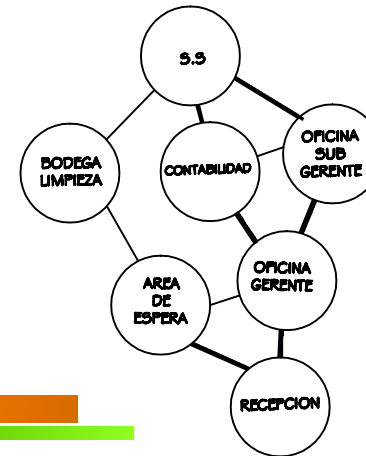 S.S
BODEGA
LIMPIEZA
CONTABILIDAD
OFICINA
SUB
GERENTE
AREA
DE
ESPERA
OFICINA
GERENTE
RECEPCION